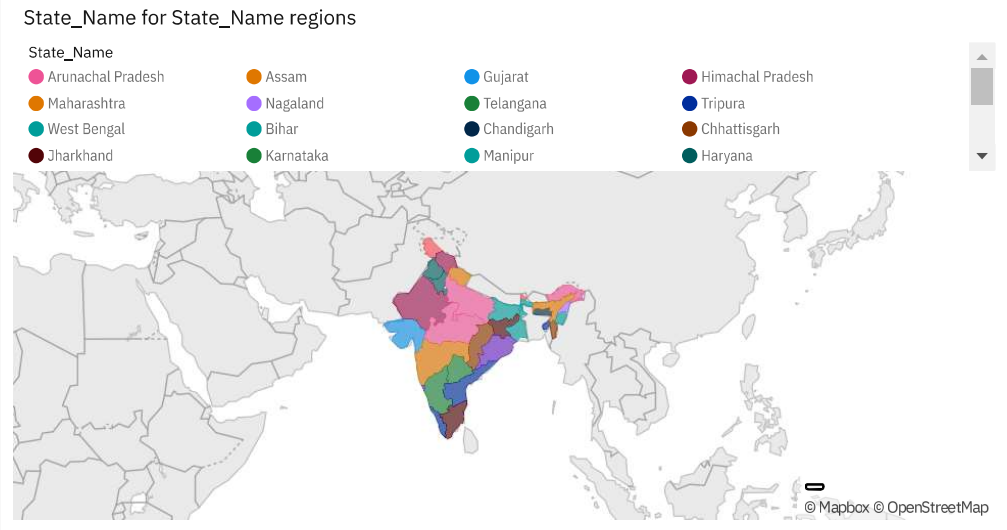 State_Name for State_Name regions
State_Name
Arunachal Pradesh Assam Gujarat Himachal Pradesh
Maharashtra Nagaland Telangana Tripura
West Bengal Bihar Chandigarh Chhattisgarh
Jharkhand Karnataka Manipur Haryana
© Mapbox © OpenStreetMap